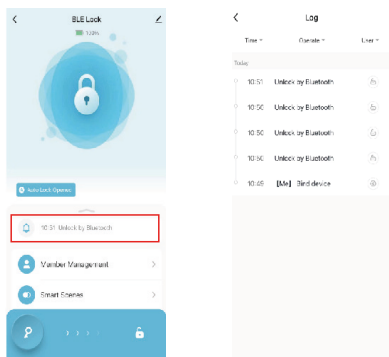 BLE Lock
100%
Auto Lock Opened
10:51 Unlock by Bluetooth
Member Management
Smart Scenes
Log
Time
Operate
User
Today
10:51 Unlock by Bluetooth
10:50 Unlock by Bluetooth
10:50 Unlock by Bluetooth
10:50 Unlock by Bluetooth
10:45 【Me】 Bind device